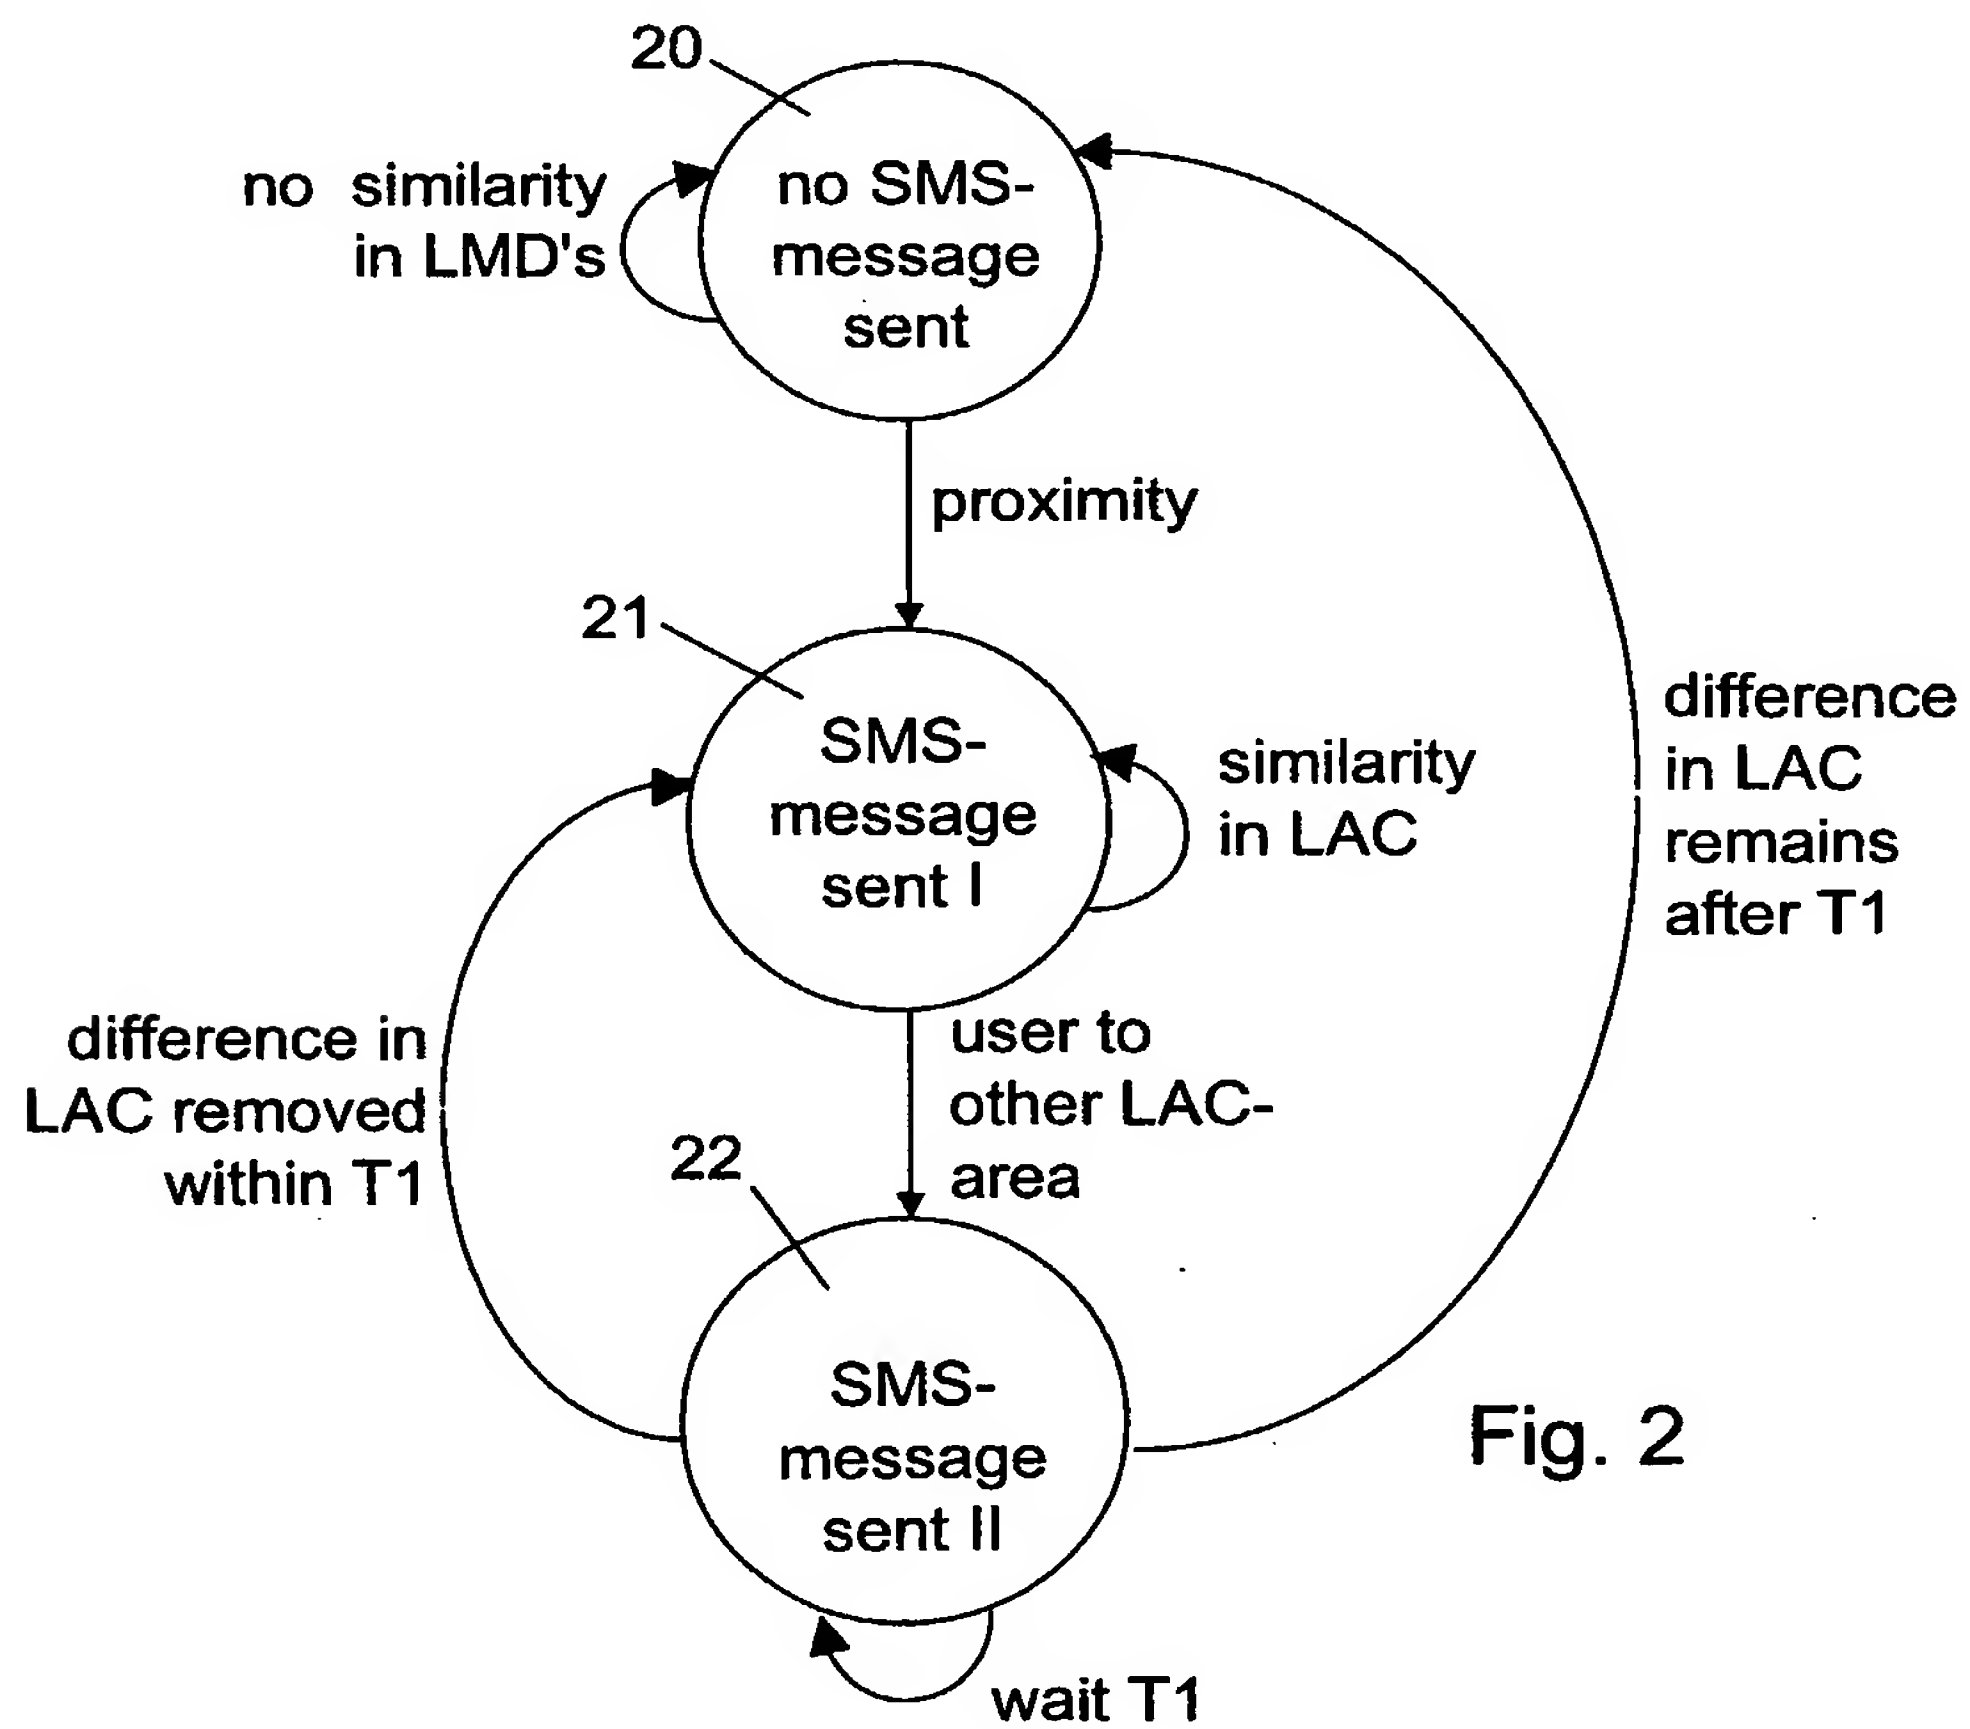 20
no similarity
in LMD's
no SMS-
message
sent
proximity
21
SMS-
message
sent I
similarity
in LAC
difference
in LAC
remains
after T1
difference in
LAC removed
within T1
user to
other LAC-
area
22
SMS-
message
sent II
wait T1
Fig. 2